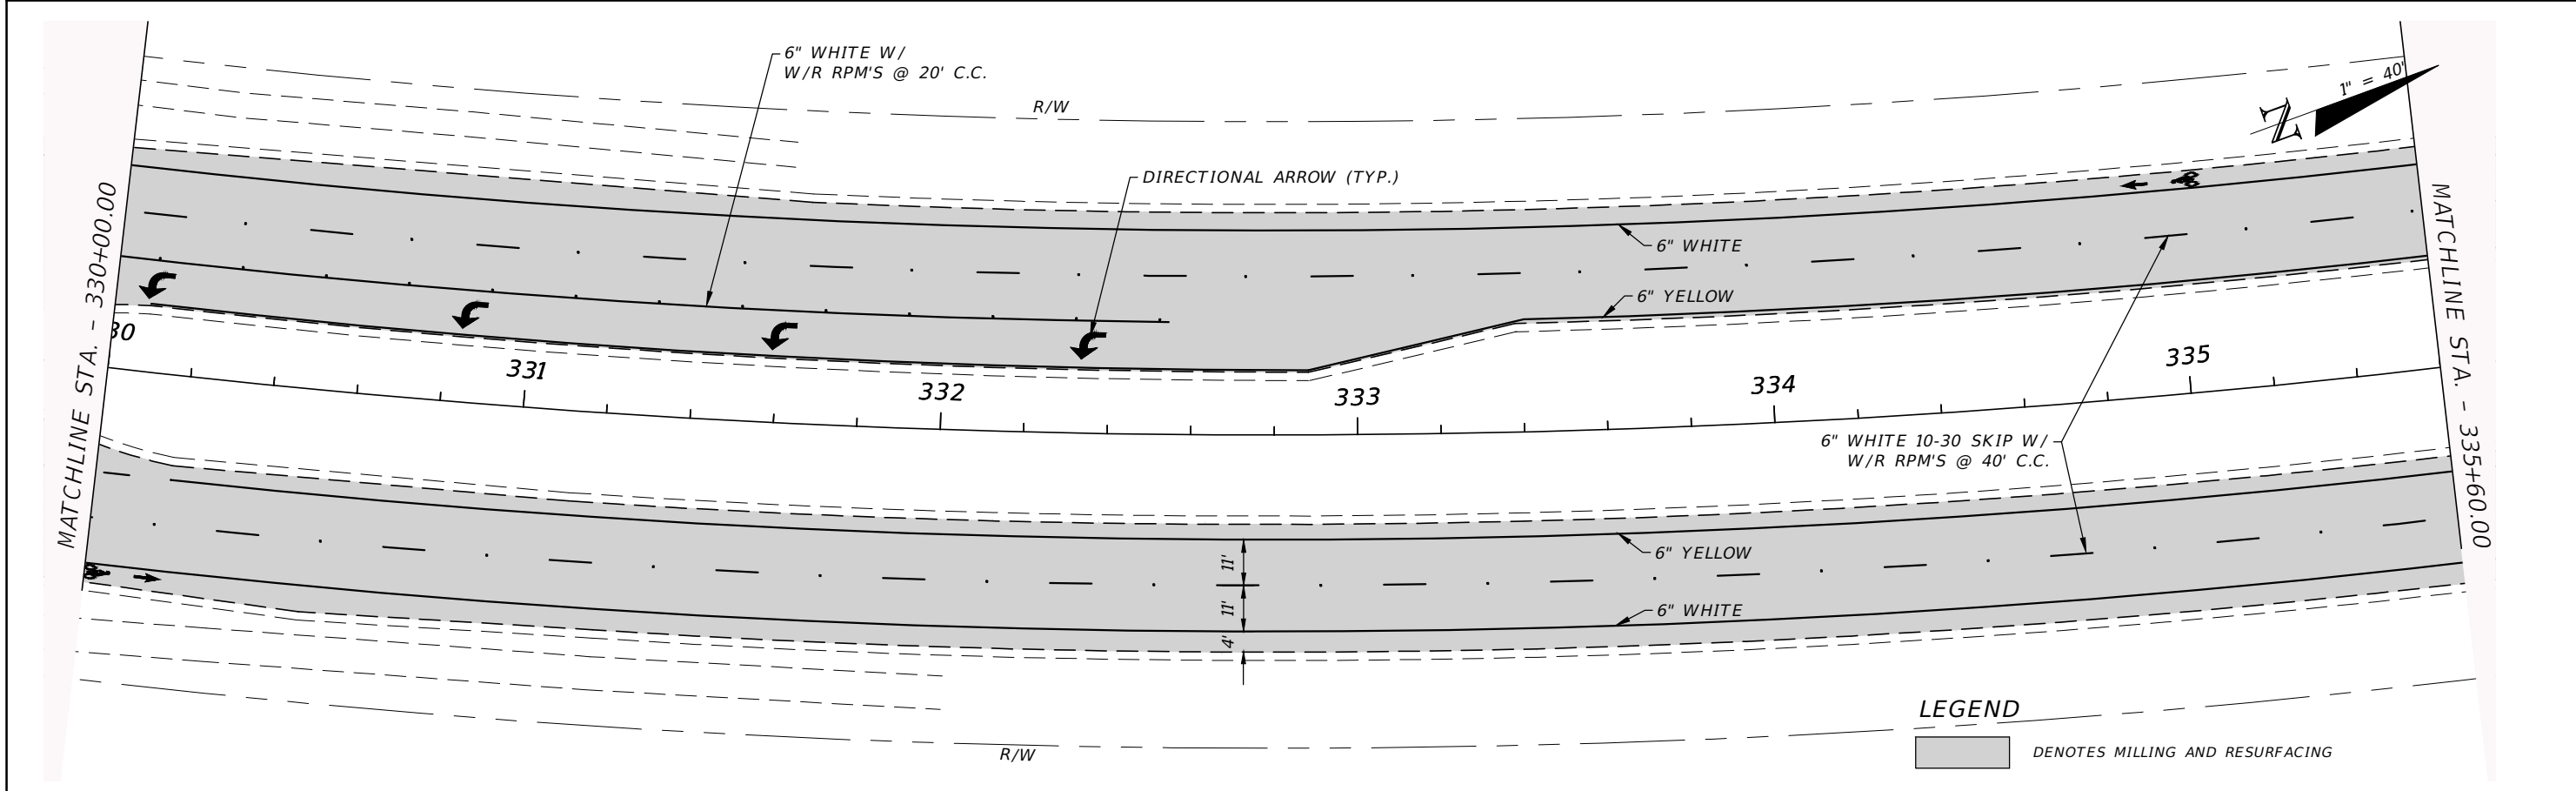 6" WHITE W/
W/R RPM'S @ 20' C.C.
R/W
1" = 40'
N
DIRECTIONAL ARROW (TYP.)
MATCHLINE STA. - 330+00.00
MATCHLINE STA. - 335+60.00
6" WHITE
6" YELLOW
30
331
332
333
334
335
6" WHITE 10-30 SKIP W/
W/R RPM'S @ 40' C.C.
11'
11'
4'
6" YELLOW
6" WHITE
R/W
LEGEND
DENOTES MILLING AND RESURFACING